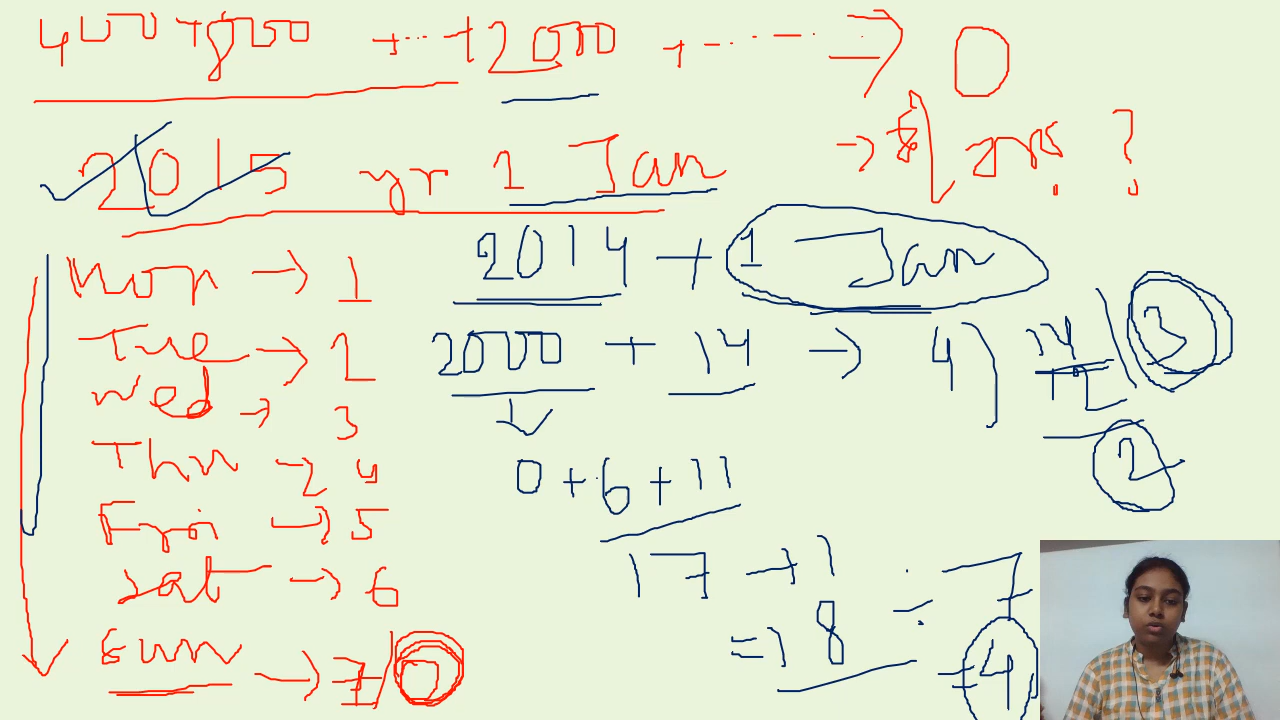 400 +800 +...+ 2000 +...... → 0
→ 8 yrs. ?
2015 yr 1 Jan
2014 + 1 Jan
Mon → 1
Tue → 2
2000 + 14 → 4) 14 / 3
12
2
Wed → 3
Thu → 4
0 + 6 + 11
Fri → 5
17 + 1 ÷ 7
Sat → 6
=) 18
= 4
Sun → 7/0